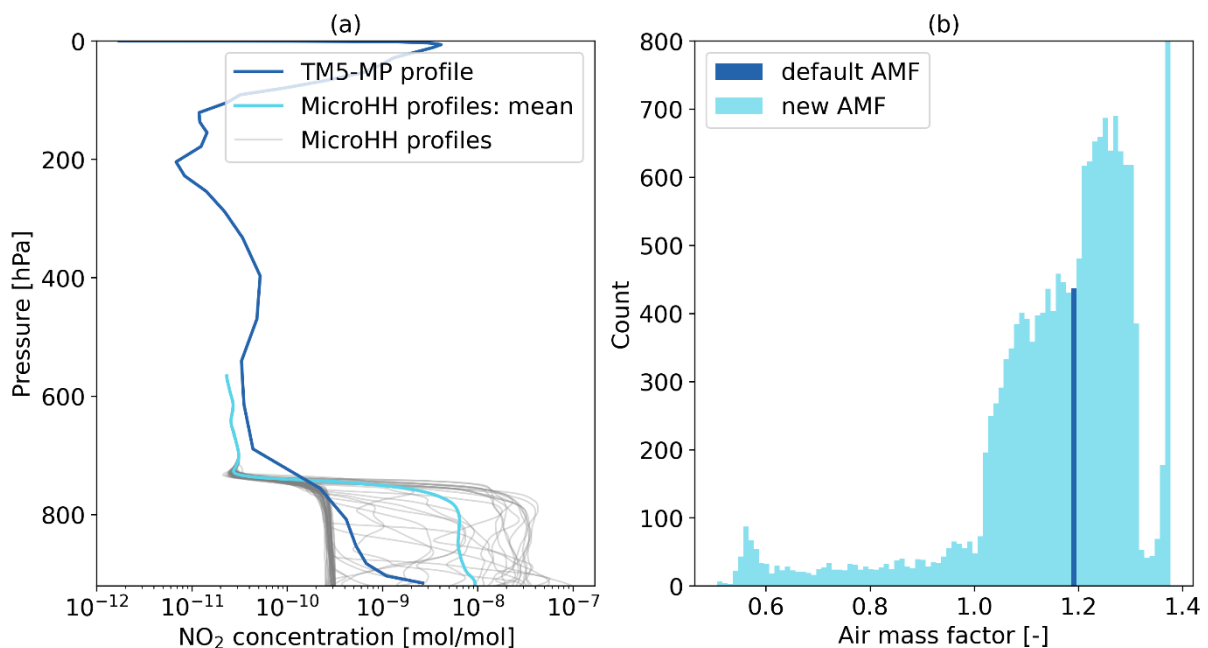 (a)
0
200
400
600
800
Pressure [hPa]
10⁻¹²
10⁻¹¹
10⁻¹⁰
10⁻⁹
10⁻⁸
10⁻⁷
NO₂ concentration [mol/mol]
TM5-MP profile
MicroHH profiles: mean
MicroHH profiles
(b)
800
700
600
500
400
300
200
100
0
Count
0.6
0.8
1.0
1.2
1.4
Air mass factor [-]
default AMF
new AMF